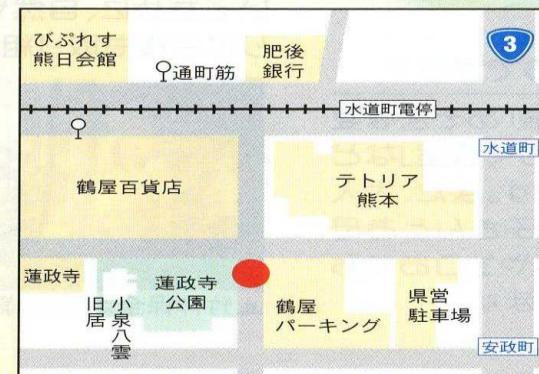 びぷれす
熊日会館
通町筋
肥後
銀行
3
水道町電停
水道町
鶴屋百貨店
テトリア
熊本
蓮政寺
旧居
小泉八雲
蓮政寺
公園
鶴屋
パーキング
県営
駐車場
安政町